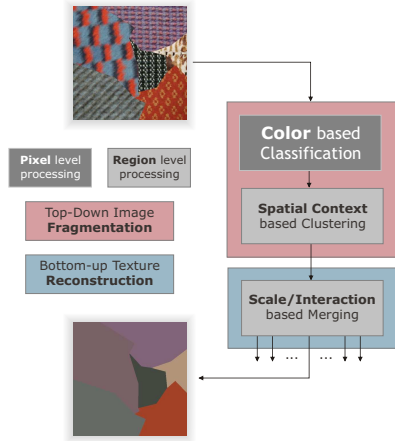 Color based
Classification
Pixel level
processing
Region level
processing
Spatial Context
based Clustering
Top-Down Image
Fragmentation
Bottom-up Texture
Reconstruction
Scale/Interaction
based Merging
... ...